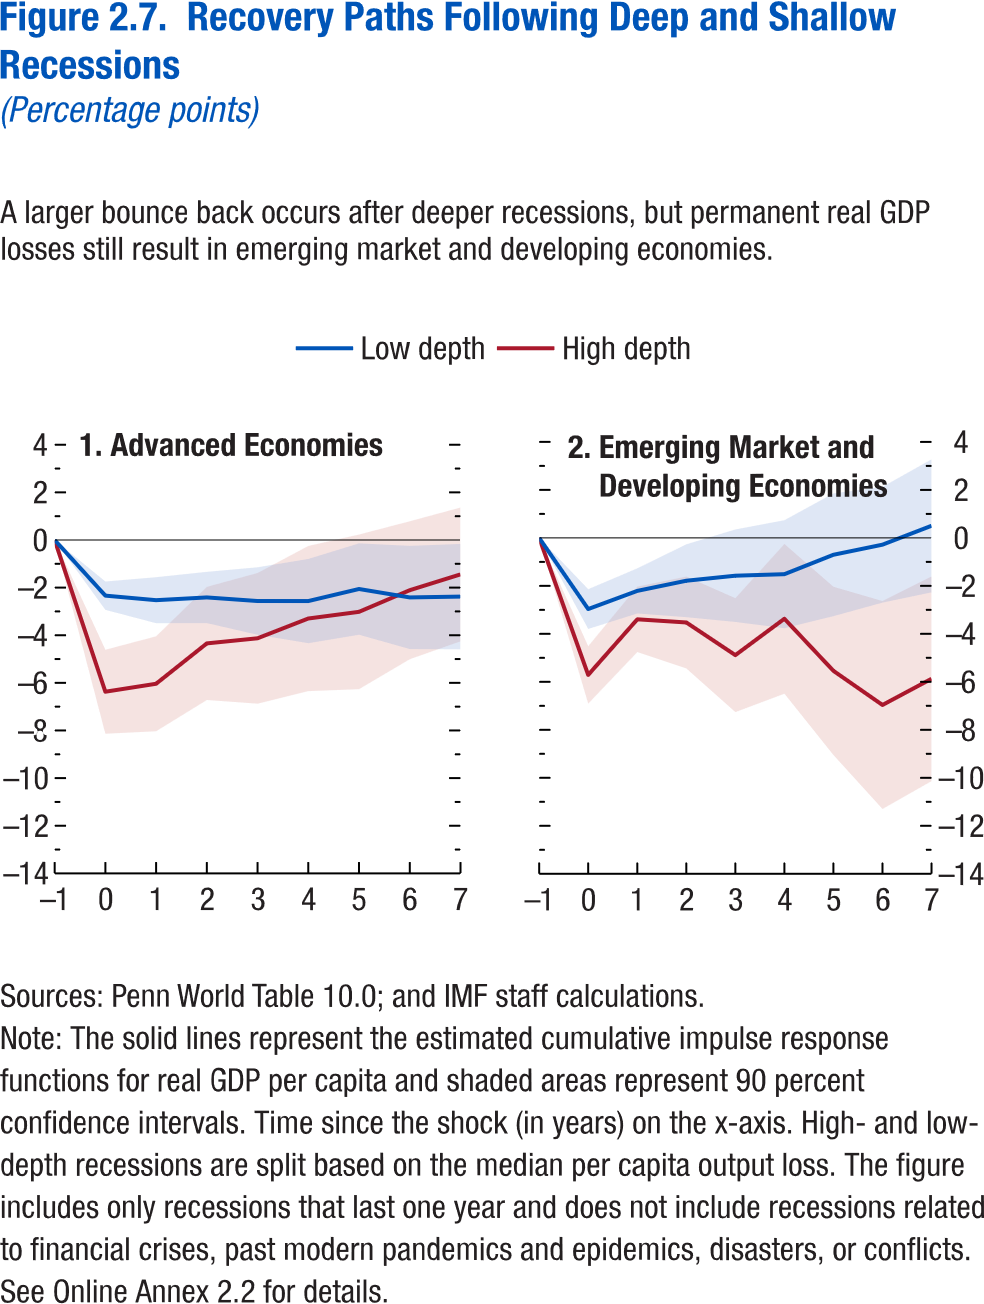 Figure 2.7.  Recovery Paths Following Deep and Shallow
Recessions
(Percentage points)
A larger bounce back occurs after deeper recessions, but permanent real GDP
losses still result in emerging market and developing economies.
Low depth  High depth
1. Advanced Economies
4
2
0
–2
–4
–6
–8
–10
–12
–14
–1 0 1 2 3 4 5 6 7
2. Emerging Market and
Developing Economies
4
2
0
–2
–4
–6
–8
–10
–12
–14
–1 0 1 2 3 4 5 6 7
Sources: Penn World Table 10.0; and IMF staff calculations.
Note: The solid lines represent the estimated cumulative impulse response
functions for real GDP per capita and shaded areas represent 90 percent
confidence intervals. Time since the shock (in years) on the x-axis. High- and low-
depth recessions are split based on the median per capita output loss. The figure
includes only recessions that last one year and does not include recessions related
to financial crises, past modern pandemics and epidemics, disasters, or conflicts.
See Online Annex 2.2 for details.